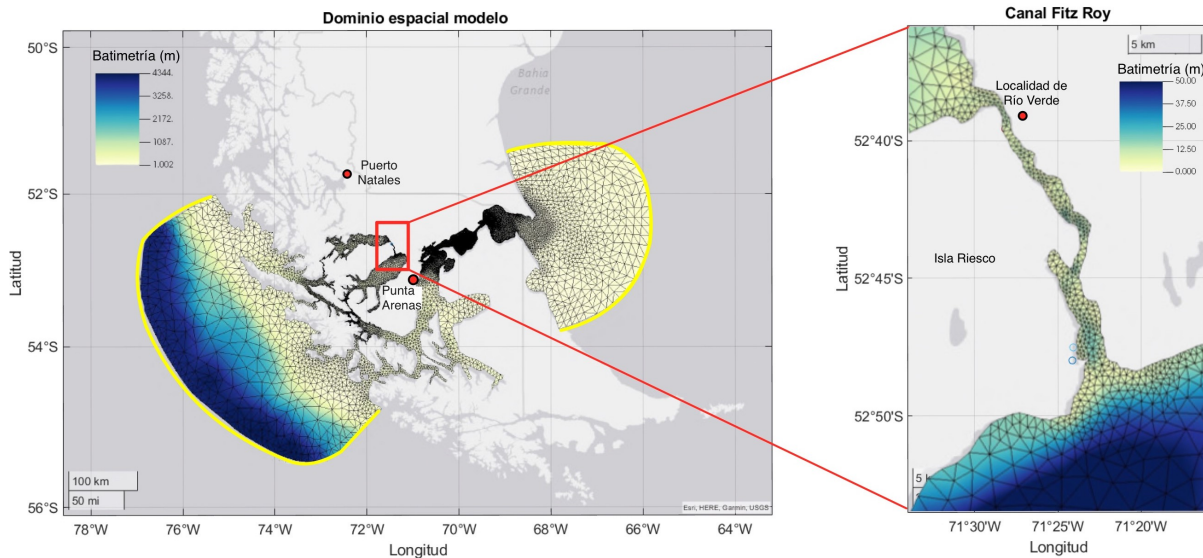 Dominio espacial modelo
50°S
52°S
54°S
56°S
Latitud
Batimetría (m)
4344.
3258.
2172.
1087.
1.002
Bahia
Grande
Puerto
Natales
Punta
Arenas
100 km
50 mi
Esri, HERE, Garmin, USGS
78°W
76°W
74°W
72°W
70°W
68°W
66°W
64°W
Longitud
Canal Fitz Roy
5 km
Batimetría (m)
50.00
37.50
25.00
12.50
0.000
Localidad de
Río Verde
52°40'S
52°45'S
52°50'S
Latitud
Isla Riesco
5 k
71°30'W
71°25'W
71°20'W
Longitud